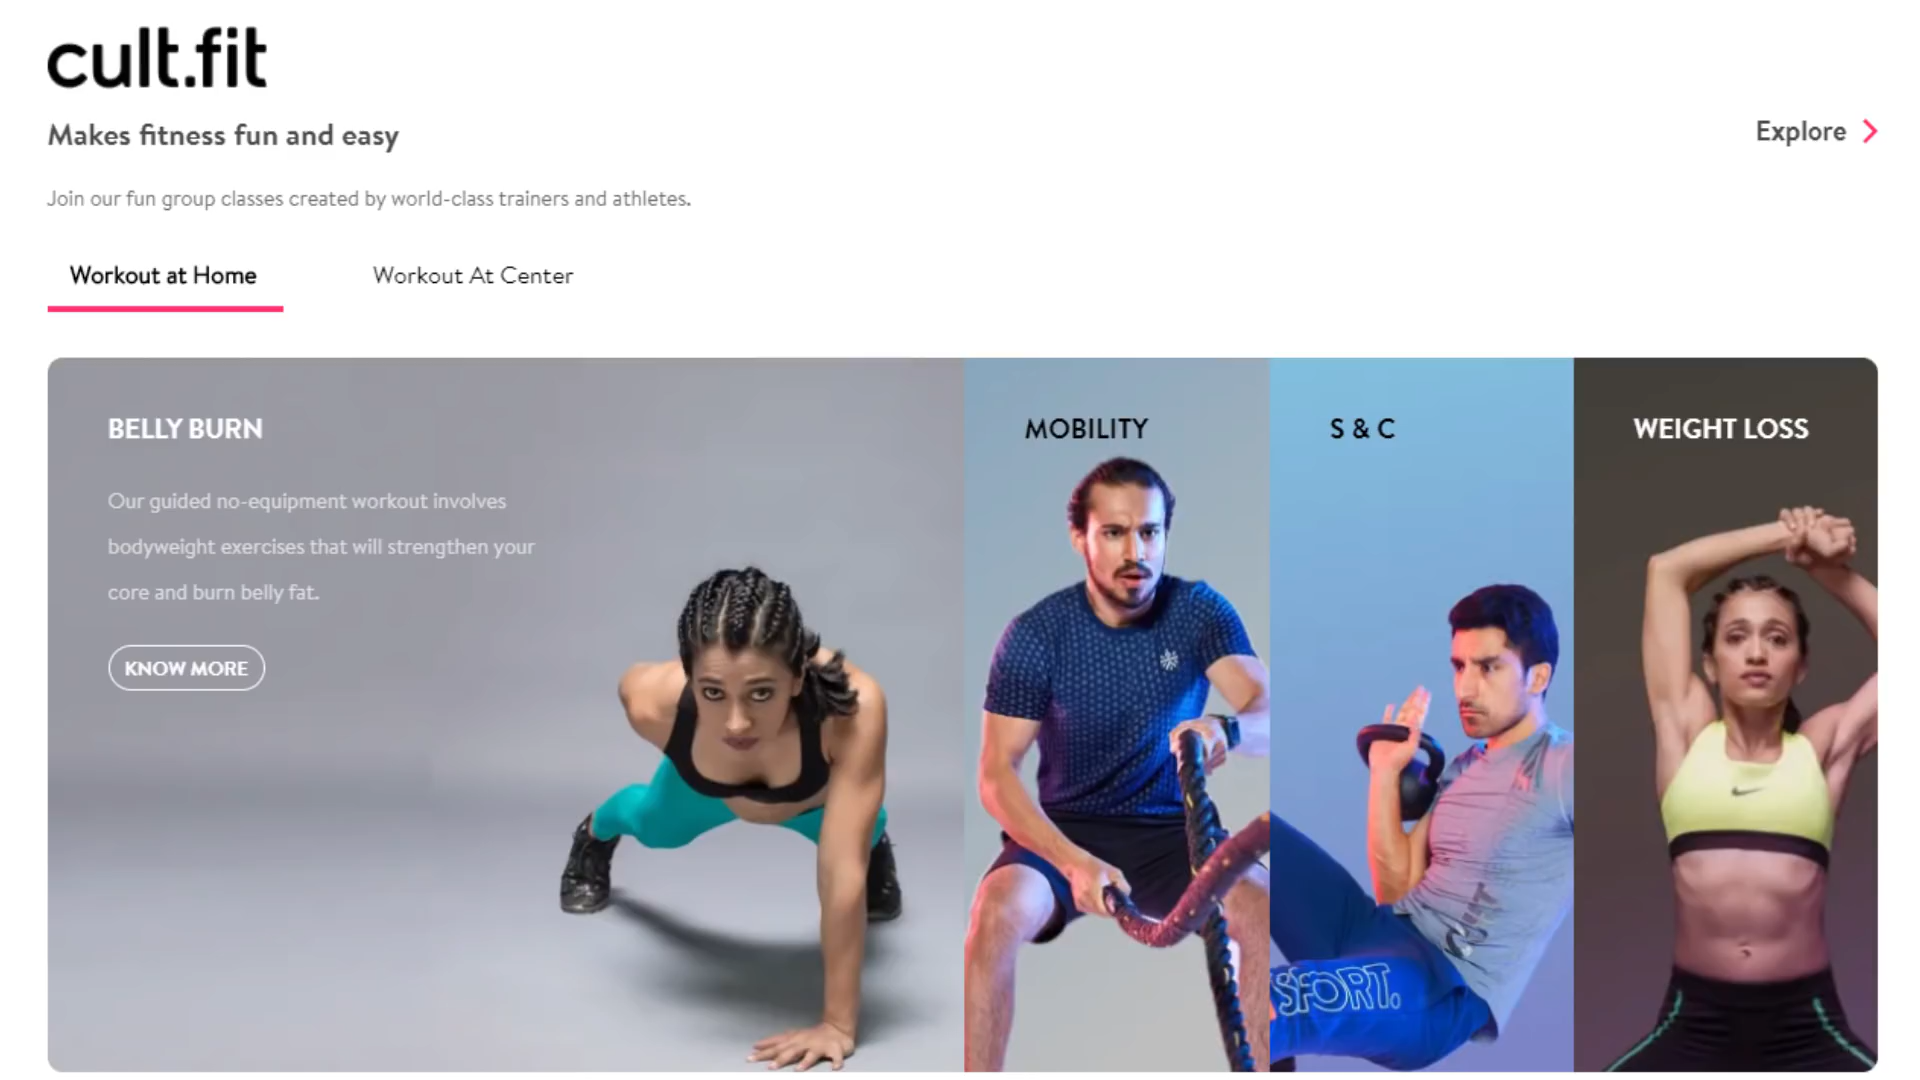 cult.fit
Makes fitness fun and easy
Explore
Join our fun group classes created by world-class trainers and athletes.
Workout at Home
Workout At Center
BELLY BURN
Our guided no-equipment workout involves
bodyweight exercises that will strengthen your
core and burn belly fat.
KNOW MORE
MOBILITY
S & C
WEIGHT LOSS
SFORT.